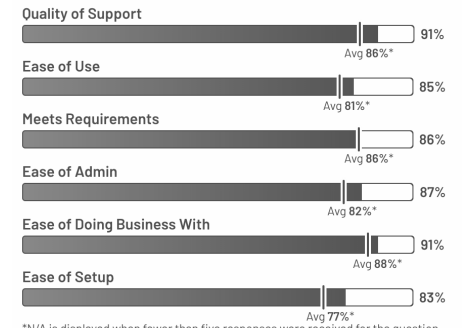 Quality of Support
91%
Avg 86%*
Ease of Use
85%
Avg 81%*
Meets Requirements
86%
Avg 86%*
Ease of Admin
87%
Avg 82%*
Ease of Doing Business With
91%
Avg 88%*
Ease of Setup
83%
Avg 77%*
*N/A is displayed when fewer than five responses were received for the question.